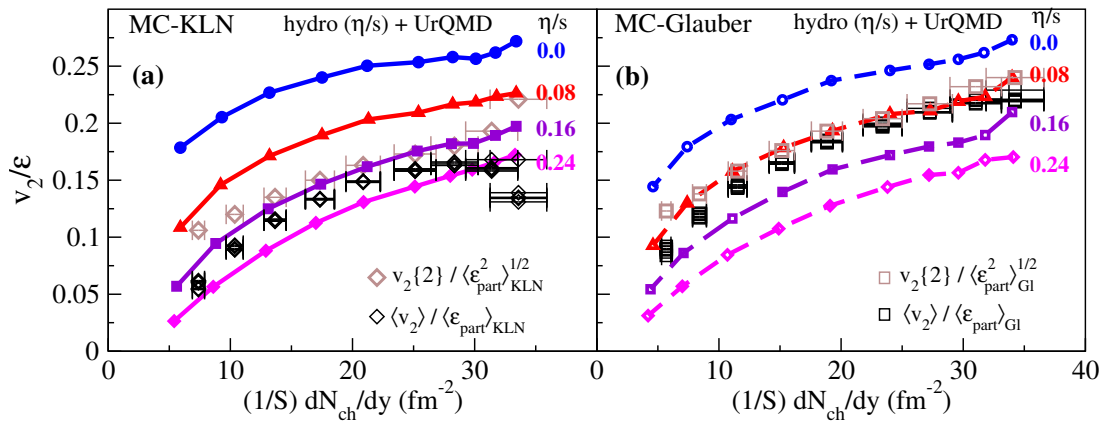 MC-KLN hydro (η/s) + UrQMD η/s
0.0
(a)
0.08
0.16
0.24
v₂{2} / ⟨ε²part⟩^1/2 KLN
⟨v₂⟩ / ⟨εpart⟩KLN
v₂/ε
0.25
0.2
0.15
0.1
0.05
0
0 10 20 30
(1/S) dNch/dy (fm⁻²)
MC-Glauber hydro (η/s) + UrQMD η/s
0.0
(b)
0.08
0.16
0.24
v₂{2} / ⟨ε²part⟩^1/2 Gl
⟨v₂⟩ / ⟨εpart⟩Gl
0 10 20 30 40
(1/S) dNch/dy (fm⁻²)